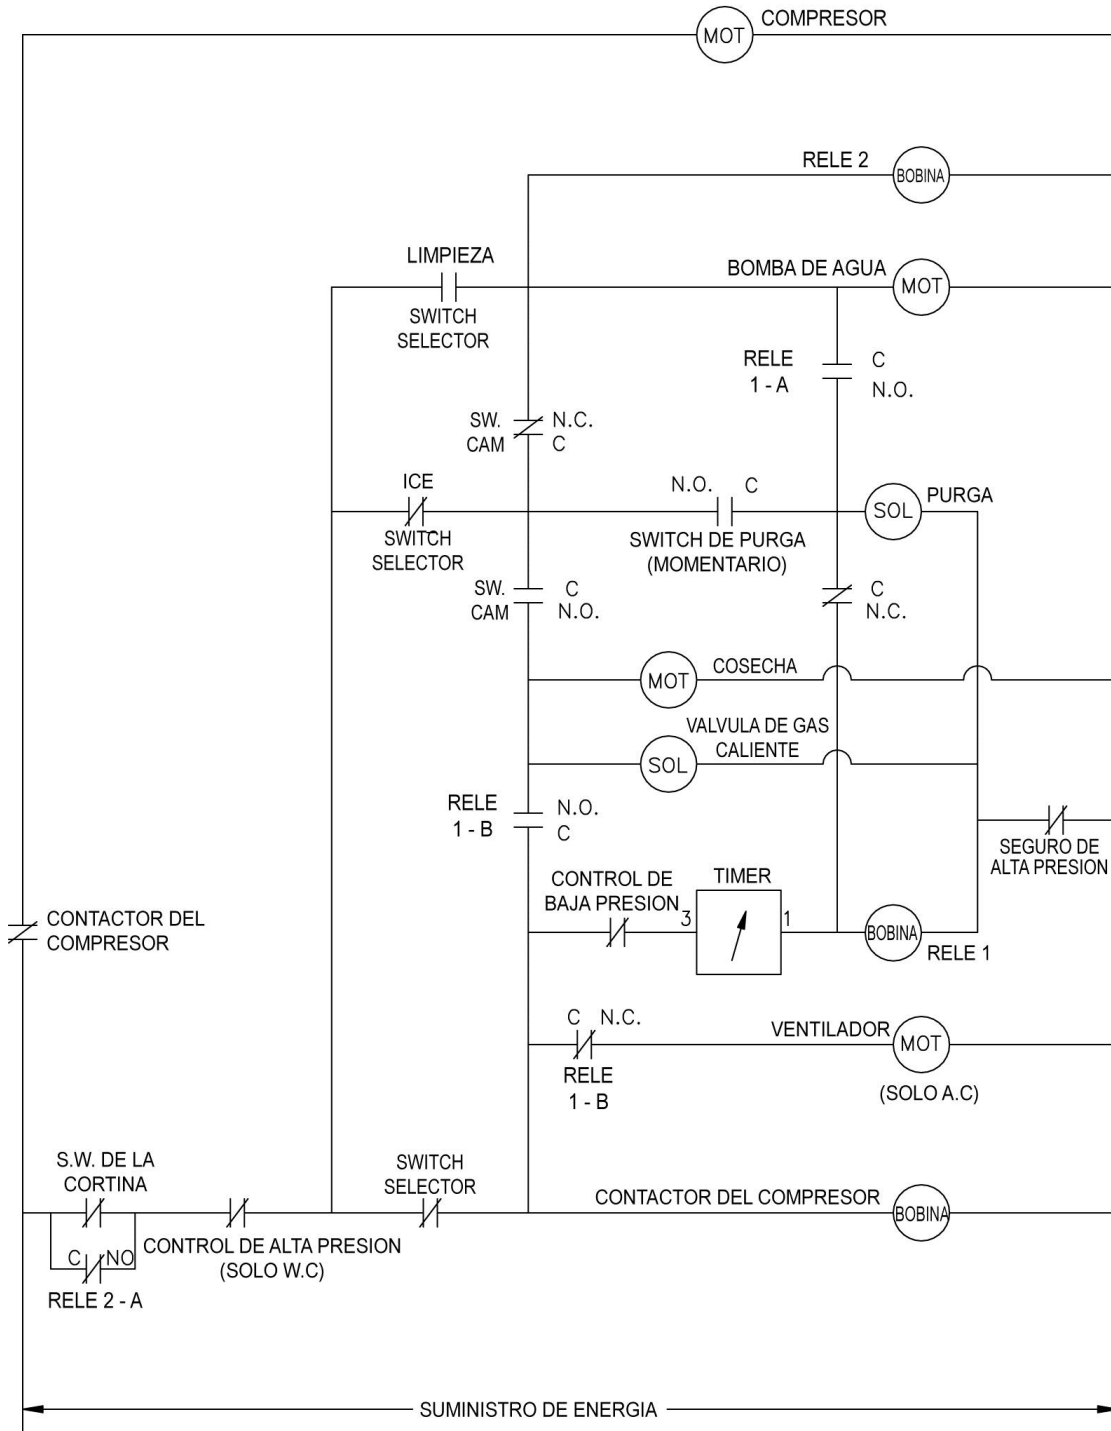 COMPRESOR
MOT
RELE 2
BOBINA
LIMPIEZA
SWITCH
SELECTOR
BOMBA DE AGUA
MOT
RELE
1 - A
C
N.O.
SW.
CAM
N.C.
C
ICE
SWITCH
SELECTOR
N.O.
C
SWITCH DE PURGA
(MOMENTARIO)
SOL
PURGA
SW.
CAM
C
N.O.
C
N.C.
MOT
COSECHA
VALVULA DE GAS
CALIENTE
SOL
RELE
1 - B
N.O.
C
SEGURO DE
ALTA PRESION
CONTROL DE
BAJA PRESION
TIMER
3
1
BOBINA
RELE 1
CONTACTOR DEL
COMPRESOR
C
N.C.
RELE
1 - B
VENTILADOR
MOT
(SOLO A.C)
S.W. DE LA
CORTINA
C
NO
RELE 2 - A
CONTROL DE ALTA PRESION
(SOLO W.C)
SWITCH
SELECTOR
CONTACTOR DEL COMPRESOR
BOBINA
SUMINISTRO DE ENERGIA